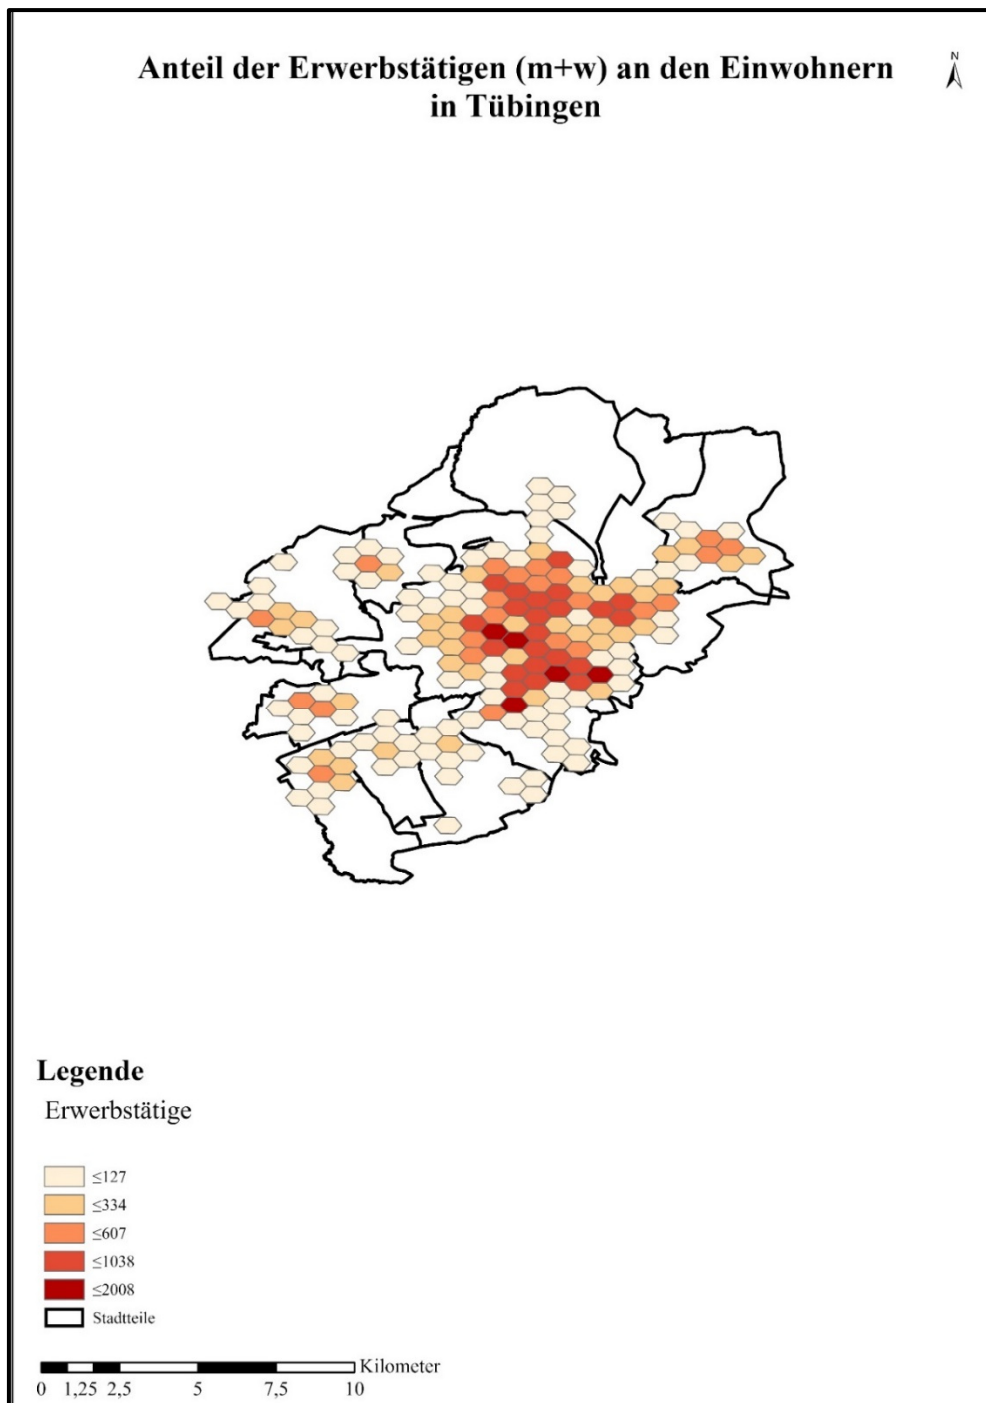 Anteil der Erwerbstätigen (m+w) an den Einwohnern
in Tübingen
N
Legende
Erwerbstätige
≤127
≤334
≤607
≤1038
≤2008
Stadtteile
Kilometer
0 1,25 2,5 5 7,5 10